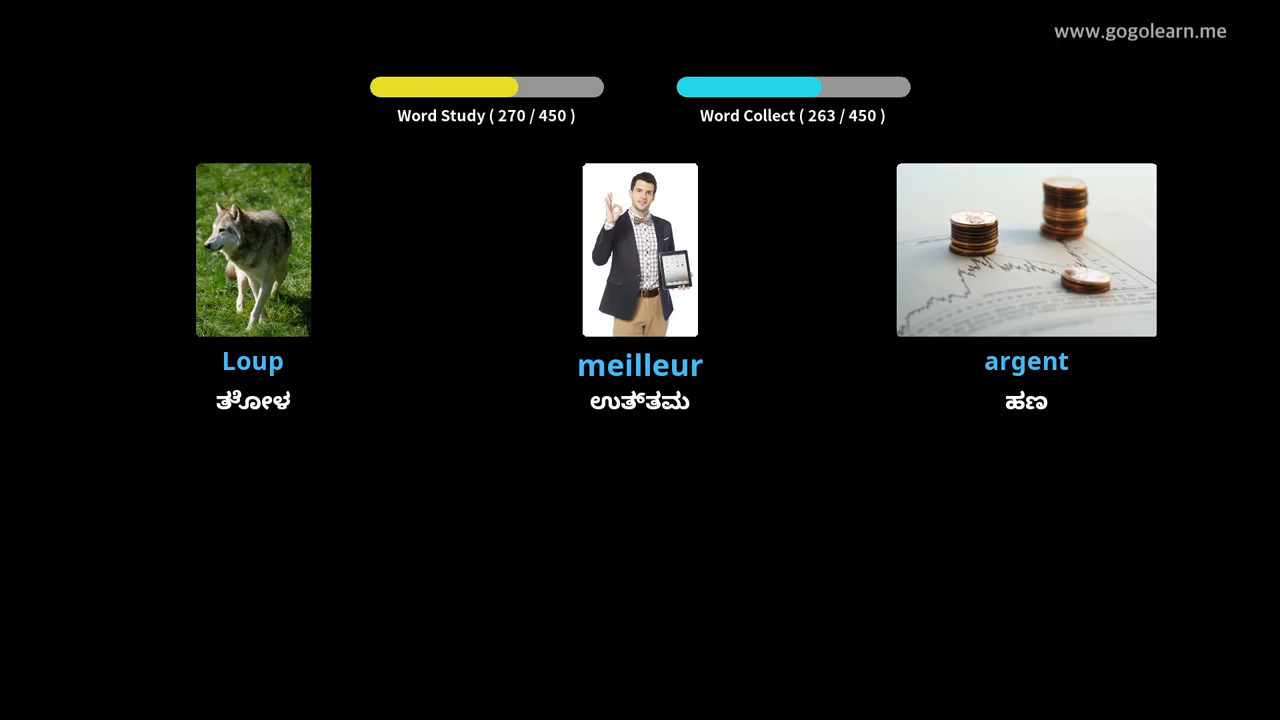 www.gogolearn.me
Word Study ( 270 / 450 )
Word Collect ( 263 / 450 )
Loup
meilleur
argent
ತೋಳ
ಉತ್ತಮ
ಹಣ